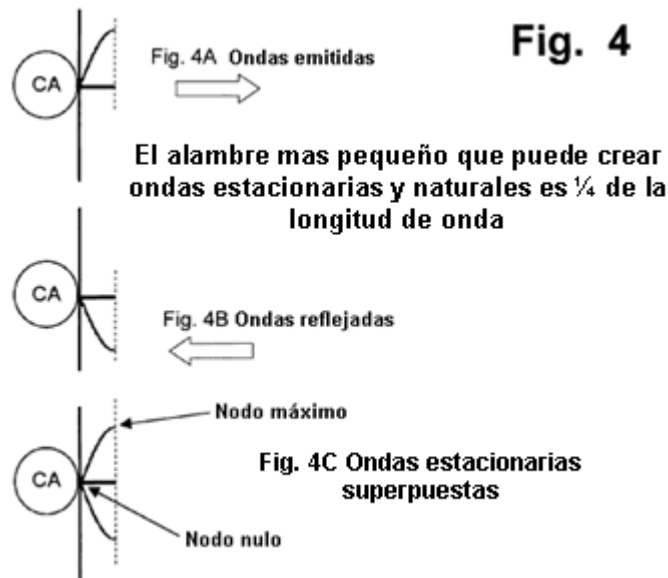 Fig. 4
Fig. 4A Ondas emitidas
CA
El alambre mas pequeño que puede crear
ondas estacionarias y naturales es ¼ de la
longitud de onda
CA
Fig. 4B Ondas reflejadas
Nodo máximo
CA
Fig. 4C Ondas estacionarias
superpuestas
Nodo nulo